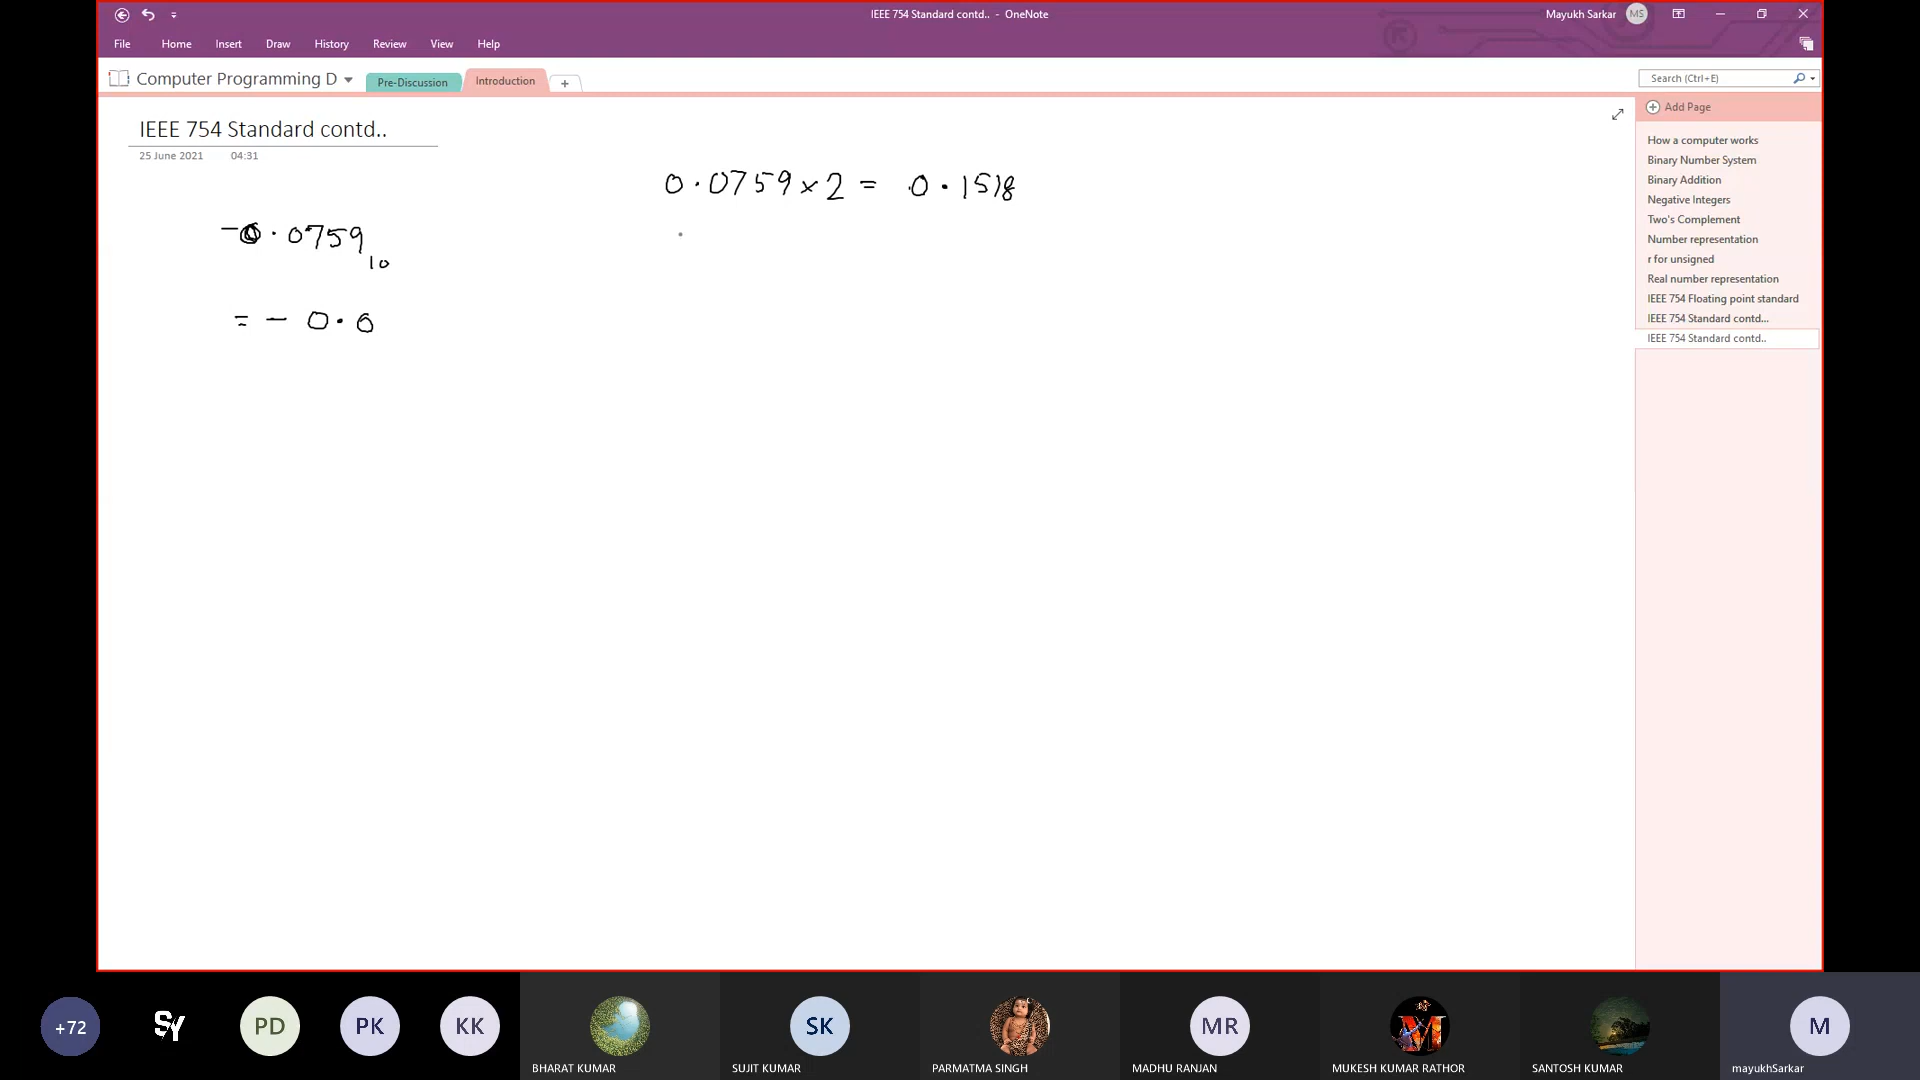 IEEE 754 Standard contd.. - OneNote
Mayukh Sarkar MS
File Home Insert Draw History Review View Help
Computer Programming D Pre-Discussion Introduction +
Search (Ctrl+E)
Add Page
IEEE 754 Standard contd..
25 June 2021 04:31
0.0759 × 2 = 0.1518
-0.0759
10
= - 0.0
How a computer works
Binary Number System
Binary Addition
Negative Integers
Two's Complement
Number representation
r for unsigned
Real number representation
IEEE 754 Floating point standard
IEEE 754 Standard contd...
IEEE 754 Standard contd..
+72 SY PD PK KK SK MR M M
BHARAT KUMAR SUJIT KUMAR PARMATMA SINGH MADHU RANJAN MUKESH KUMAR RATHOR SANTOSH KUMAR mayukhSarkar